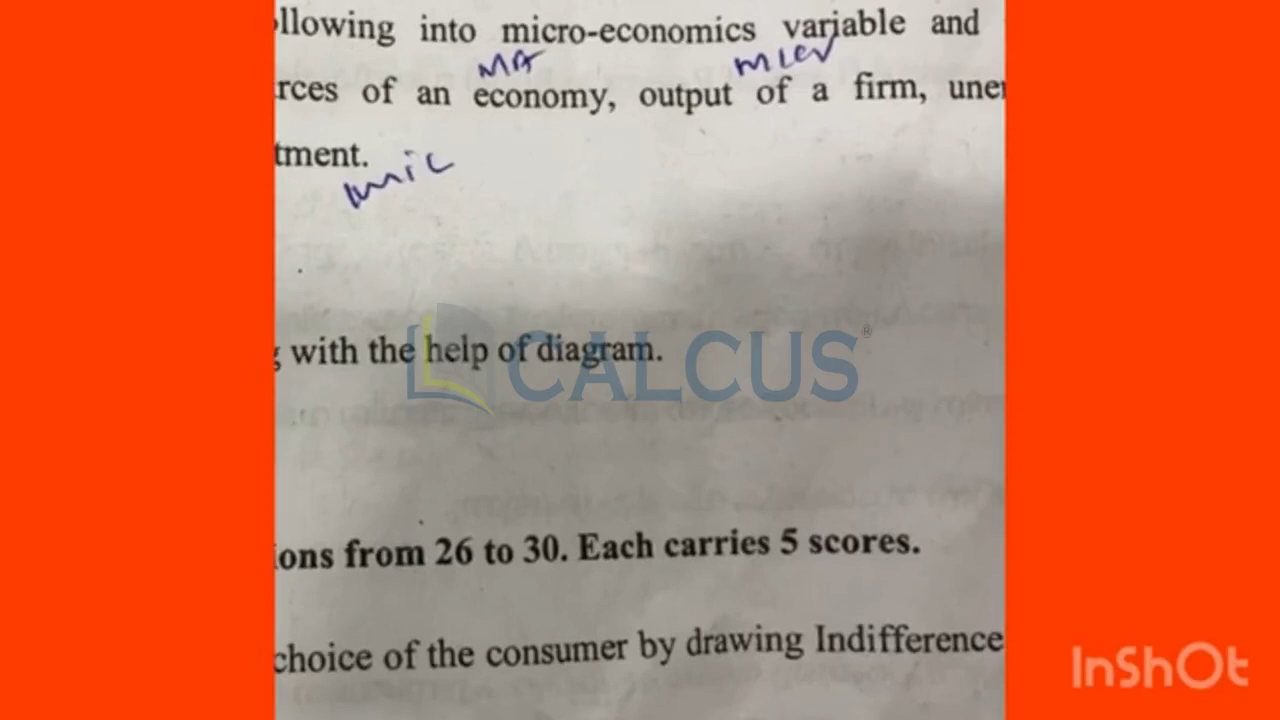 llowing into micro-economics variable and
MA micv
rces of an economy, output of a firm, une
tment.
mic
with the help of diagram.
CALCUS®
ons from 26 to 30. Each carries 5 scores.
choice of the consumer by drawing Indifference
InShOt